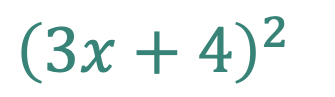 (3x + 4)²